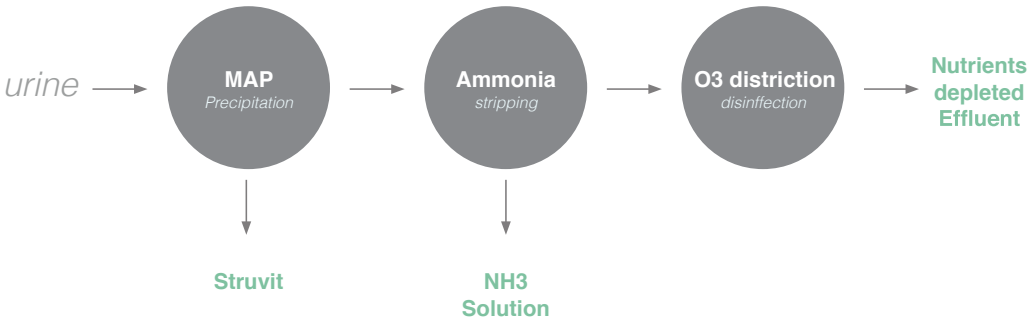 urine
MAP
Precipitation
Ammonia
stripping
O3 distriction
disinffection
Nutrients
depleted
Effluent
Struvit
NH3
Solution